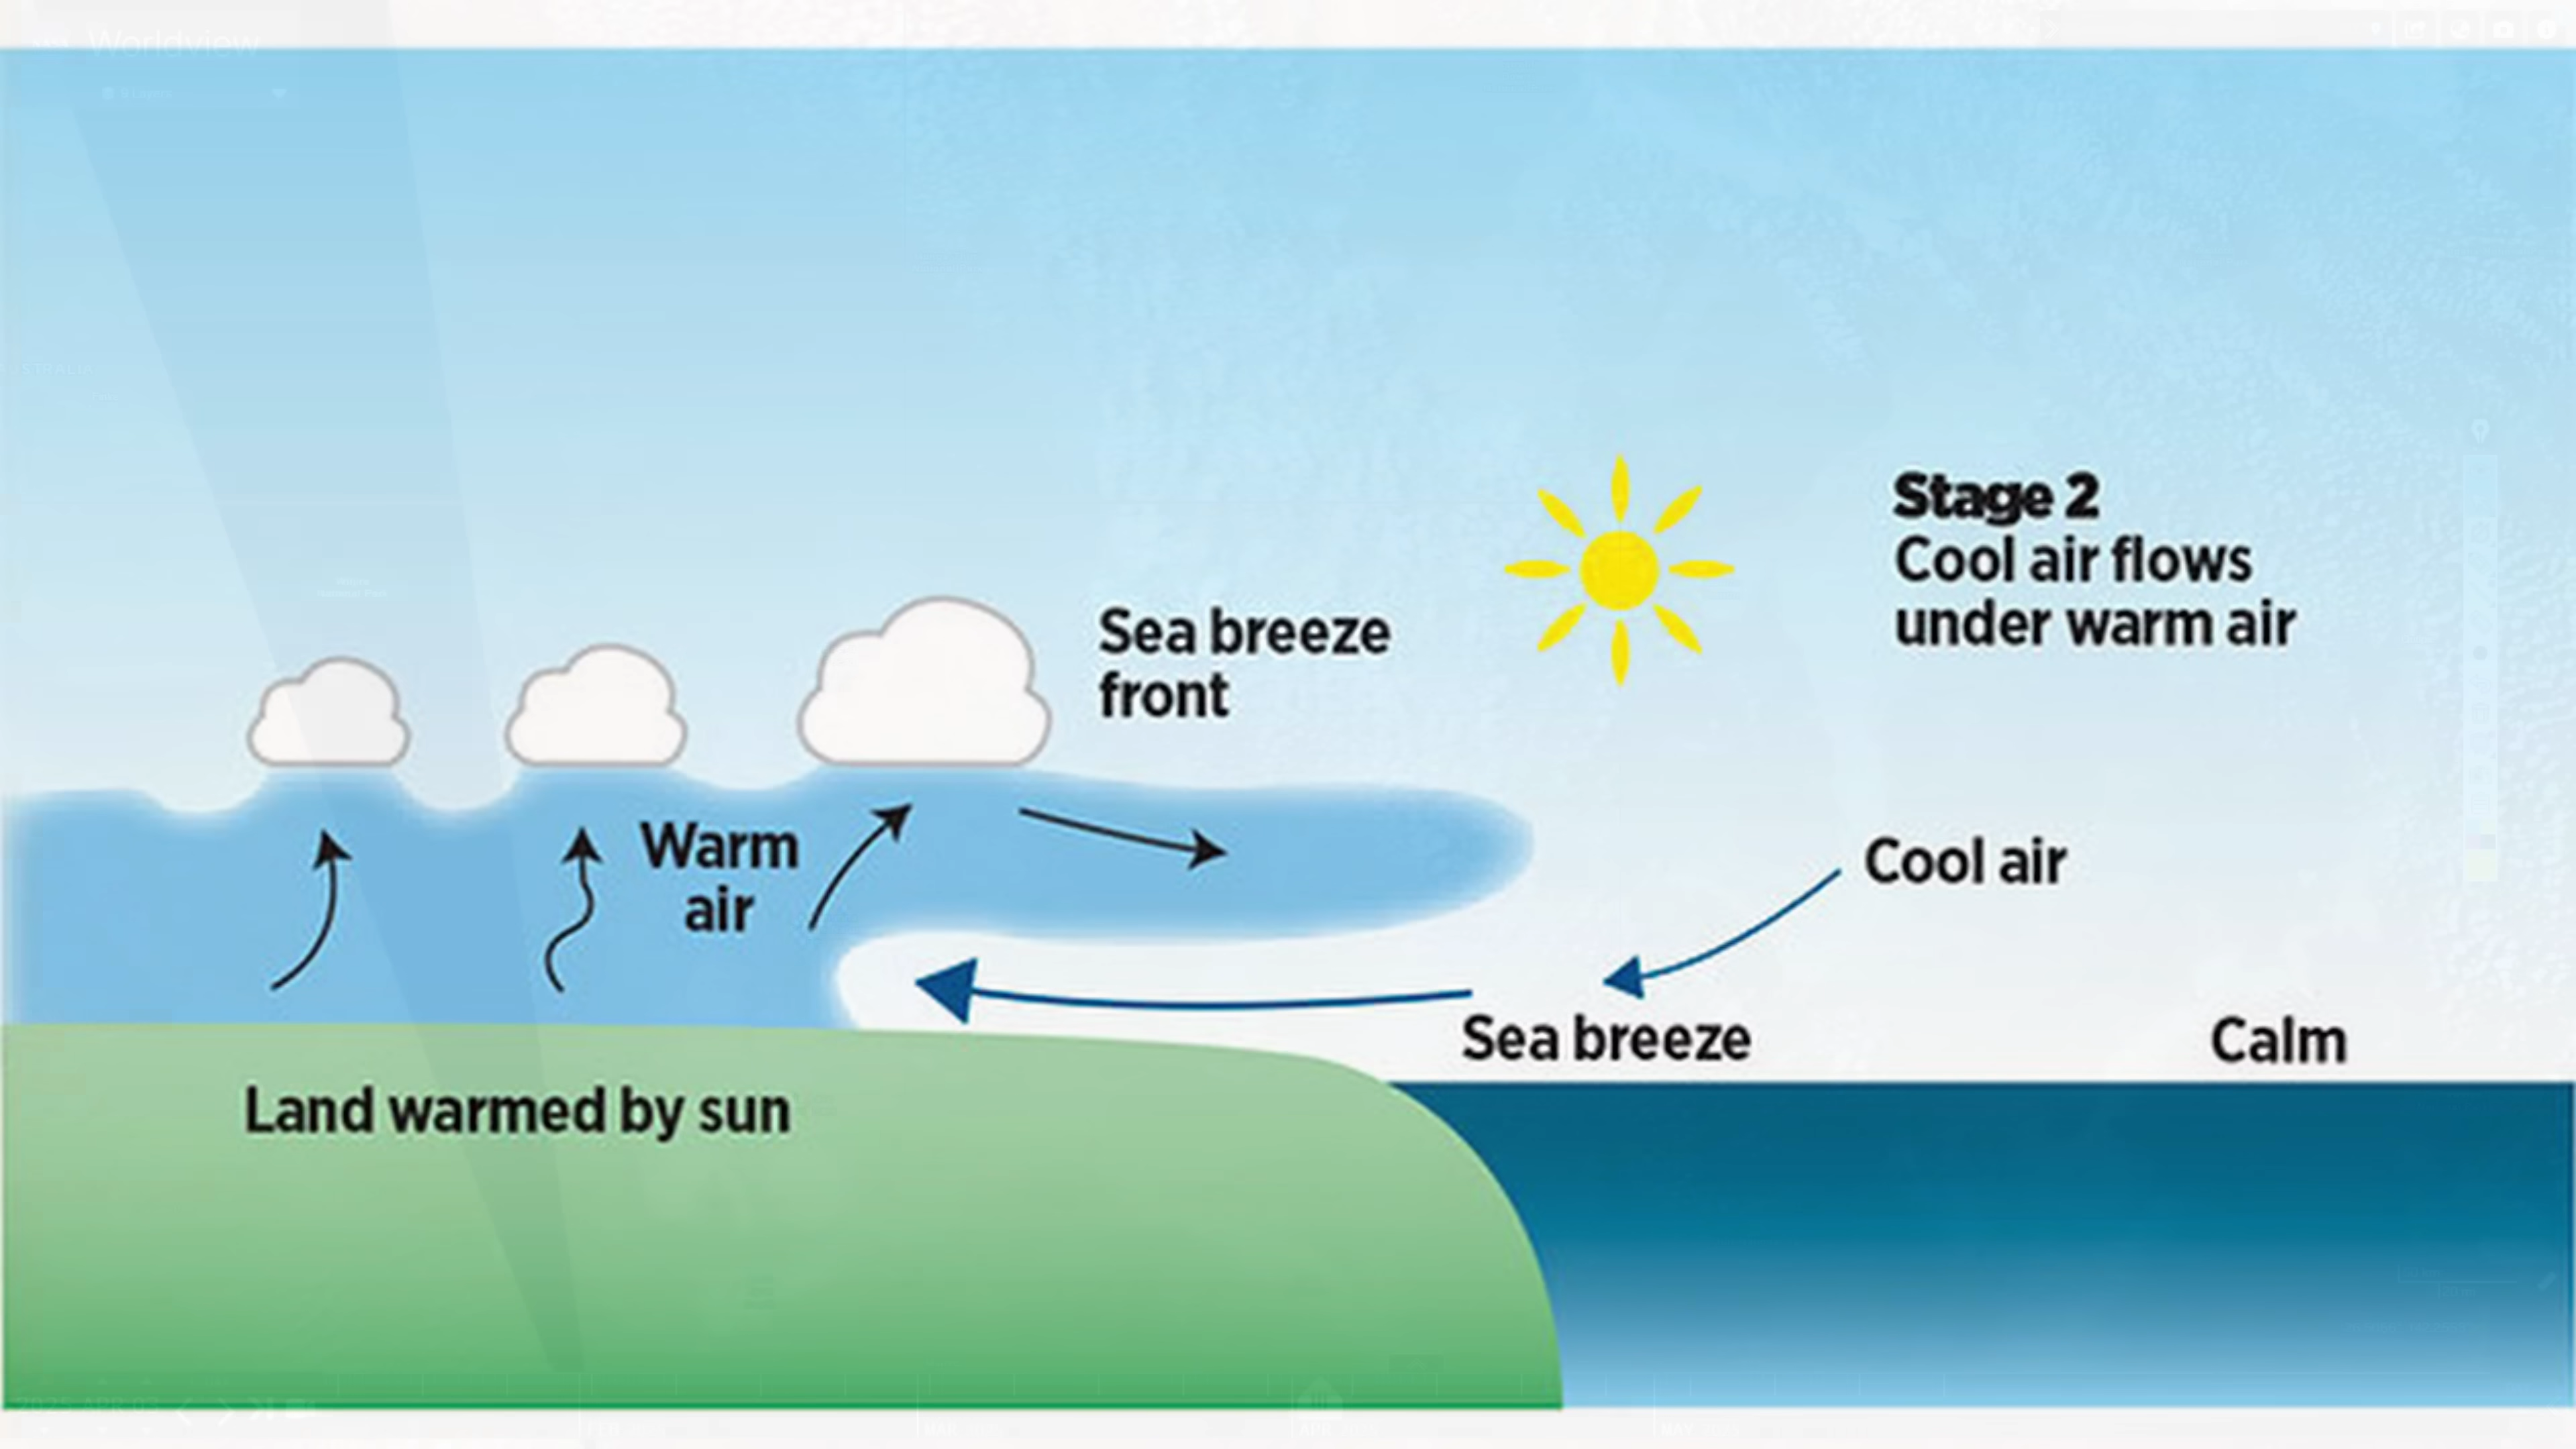 Worldview
Stage 2
Cool air flows
under warm air
Sea breeze
front
Warm
air
Cool air
Sea breeze
Calm
Land warmed by sun